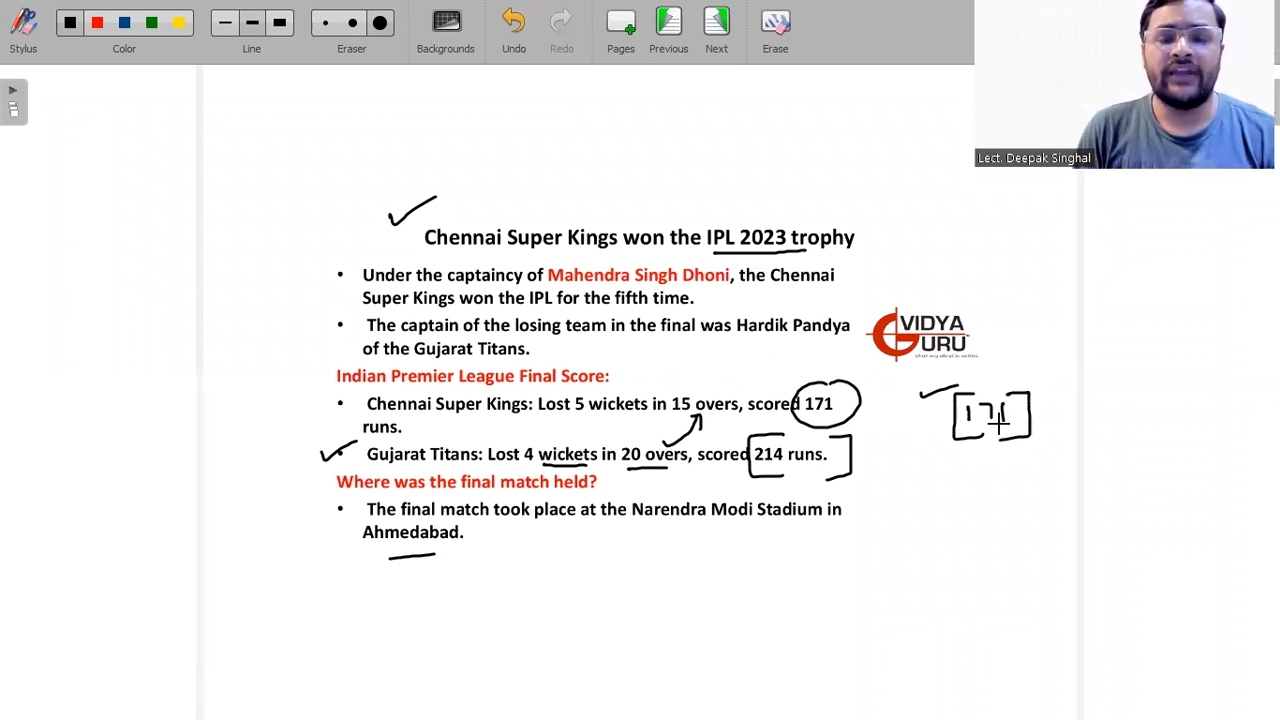 Stylus Color Line Eraser Backgrounds Undo Redo Pages Previous Next Erase
Lect. Deepak Singhal
Chennai Super Kings won the IPL 2023 trophy
• Under the captaincy of Mahendra Singh Dhoni, the Chennai
Super Kings won the IPL for the fifth time.
• The captain of the losing team in the final was Hardik Pandya
of the Gujarat Titans.
VIDYA
GURU
Indian Premier League Final Score:
• Chennai Super Kings: Lost 5 wickets in 15 overs, scored 171
runs.
[171]
• Gujarat Titans: Lost 4 wickets in 20 overs, scored 214 runs.
Where was the final match held?
• The final match took place at the Narendra Modi Stadium in
Ahmedabad.